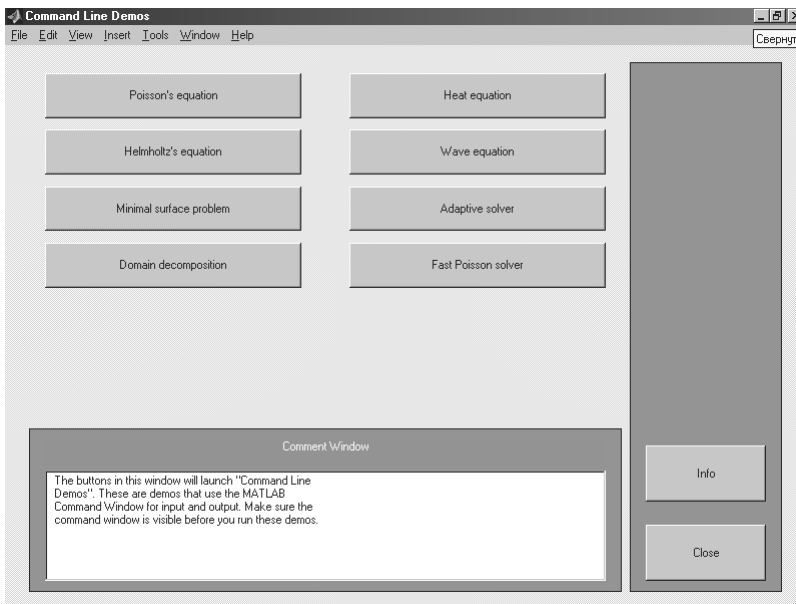 Command Line Demos
File Edit View Insert Tools Window Help
Свернут
Poisson's equation
Heat equation
Helmholtz's equation
Wave equation
Minimal surface problem
Adaptive solver
Domain decomposition
Fast Poisson solver
Comment Window
The buttons in this window will launch "Command Line
Demos". These are demos that use the MATLAB
Command Window for input and output. Make sure the
command window is visible before you run these demos.
Info
Close